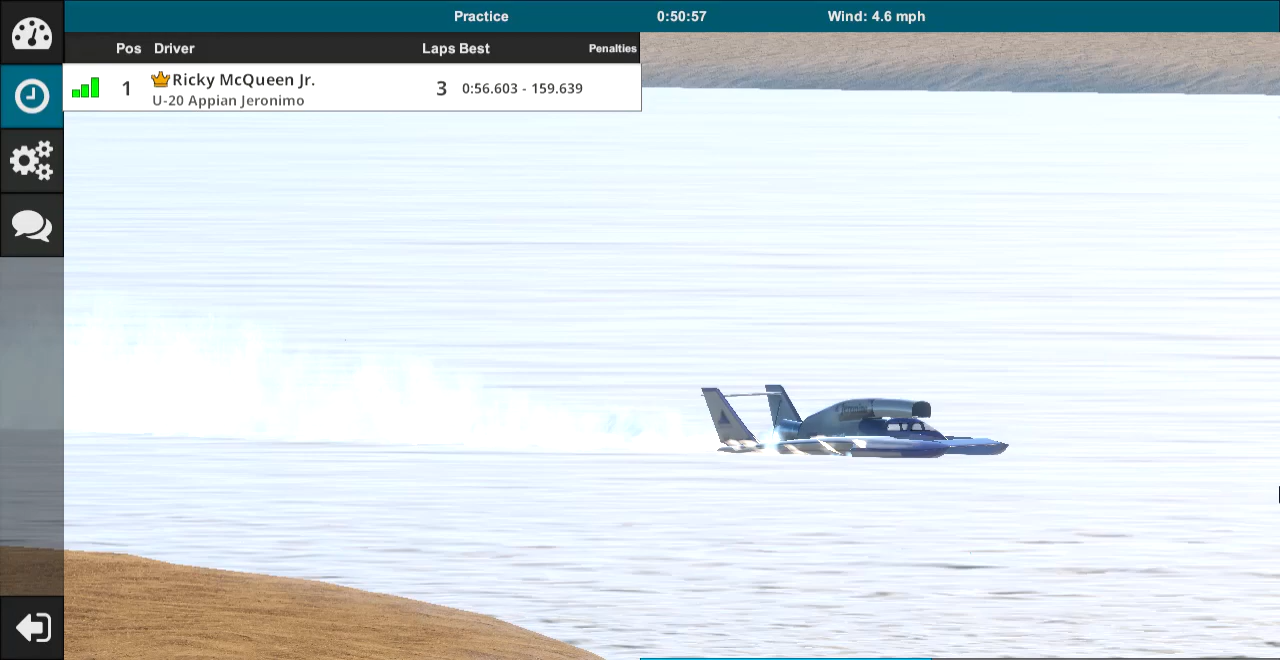 Practice 0:50:57 Wind: 4.6 mph
Pos Driver Laps Best Penalties
1 Ricky McQueen Jr. 3 0:56.603 - 159.639
U-20 Appian Jeronimo